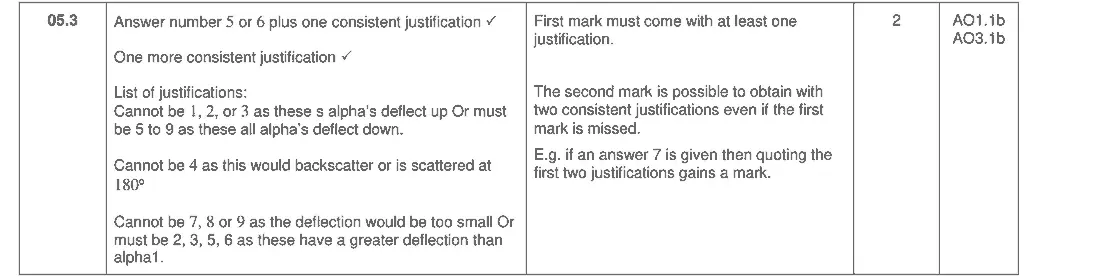 05.3
Answer number 5 or 6 plus one consistent justification ✓
One more consistent justification ✓
List of justifications:
Cannot be 1, 2, or 3 as these s alpha's deflect up Or must
be 5 to 9 as these all alpha's deflect down.
Cannot be 4 as this would backscatter or is scattered at
180°
Cannot be 7, 8 or 9 as the deflection would be too small Or
must be 2, 3, 5, 6 as these have a greater deflection than
alpha1.
First mark must come with at least one
justification.
The second mark is possible to obtain with
two consistent justifications even if the first
mark is missed.
E.g. if an answer 7 is given then quoting the
first two justifications gains a mark.
2
AO1.1b
AO3.1b